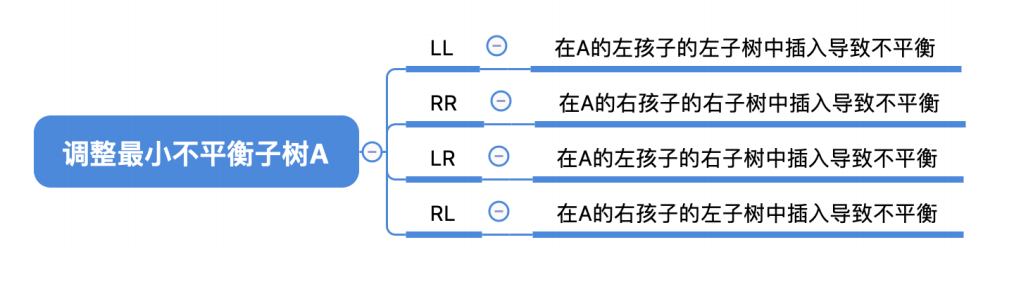 调整最小不平衡子树A
LL 在A的左孩子的左子树中插入导致不平衡
RR 在A的右孩子的右子树中插入导致不平衡
LR 在A的左孩子的右子树中插入导致不平衡
RL 在A的右孩子的左子树中插入导致不平衡